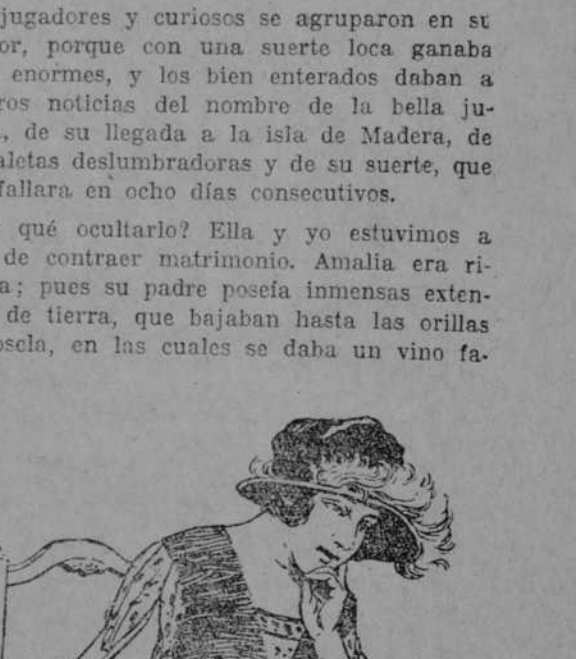 jugadores y curiosos se agruparon en su
or, porque con una suerte loca ganaba
enormes, y los bien enterados daban a
ros noticias del nombre de la bella ju-
, de su llegada a la isla de Madera, de
aletas deslumbradoras y de su suerte, que
fallara en ocho días consecutivos.
qué ocultarlo? Ella y yo estuvimos a
de contraer matrimonio. Amalia era ri-
a; pues su padre poseía inmensas exten-
de tierra, que bajaban hasta las orillas
osela, en las cuales se daba un vino fa-